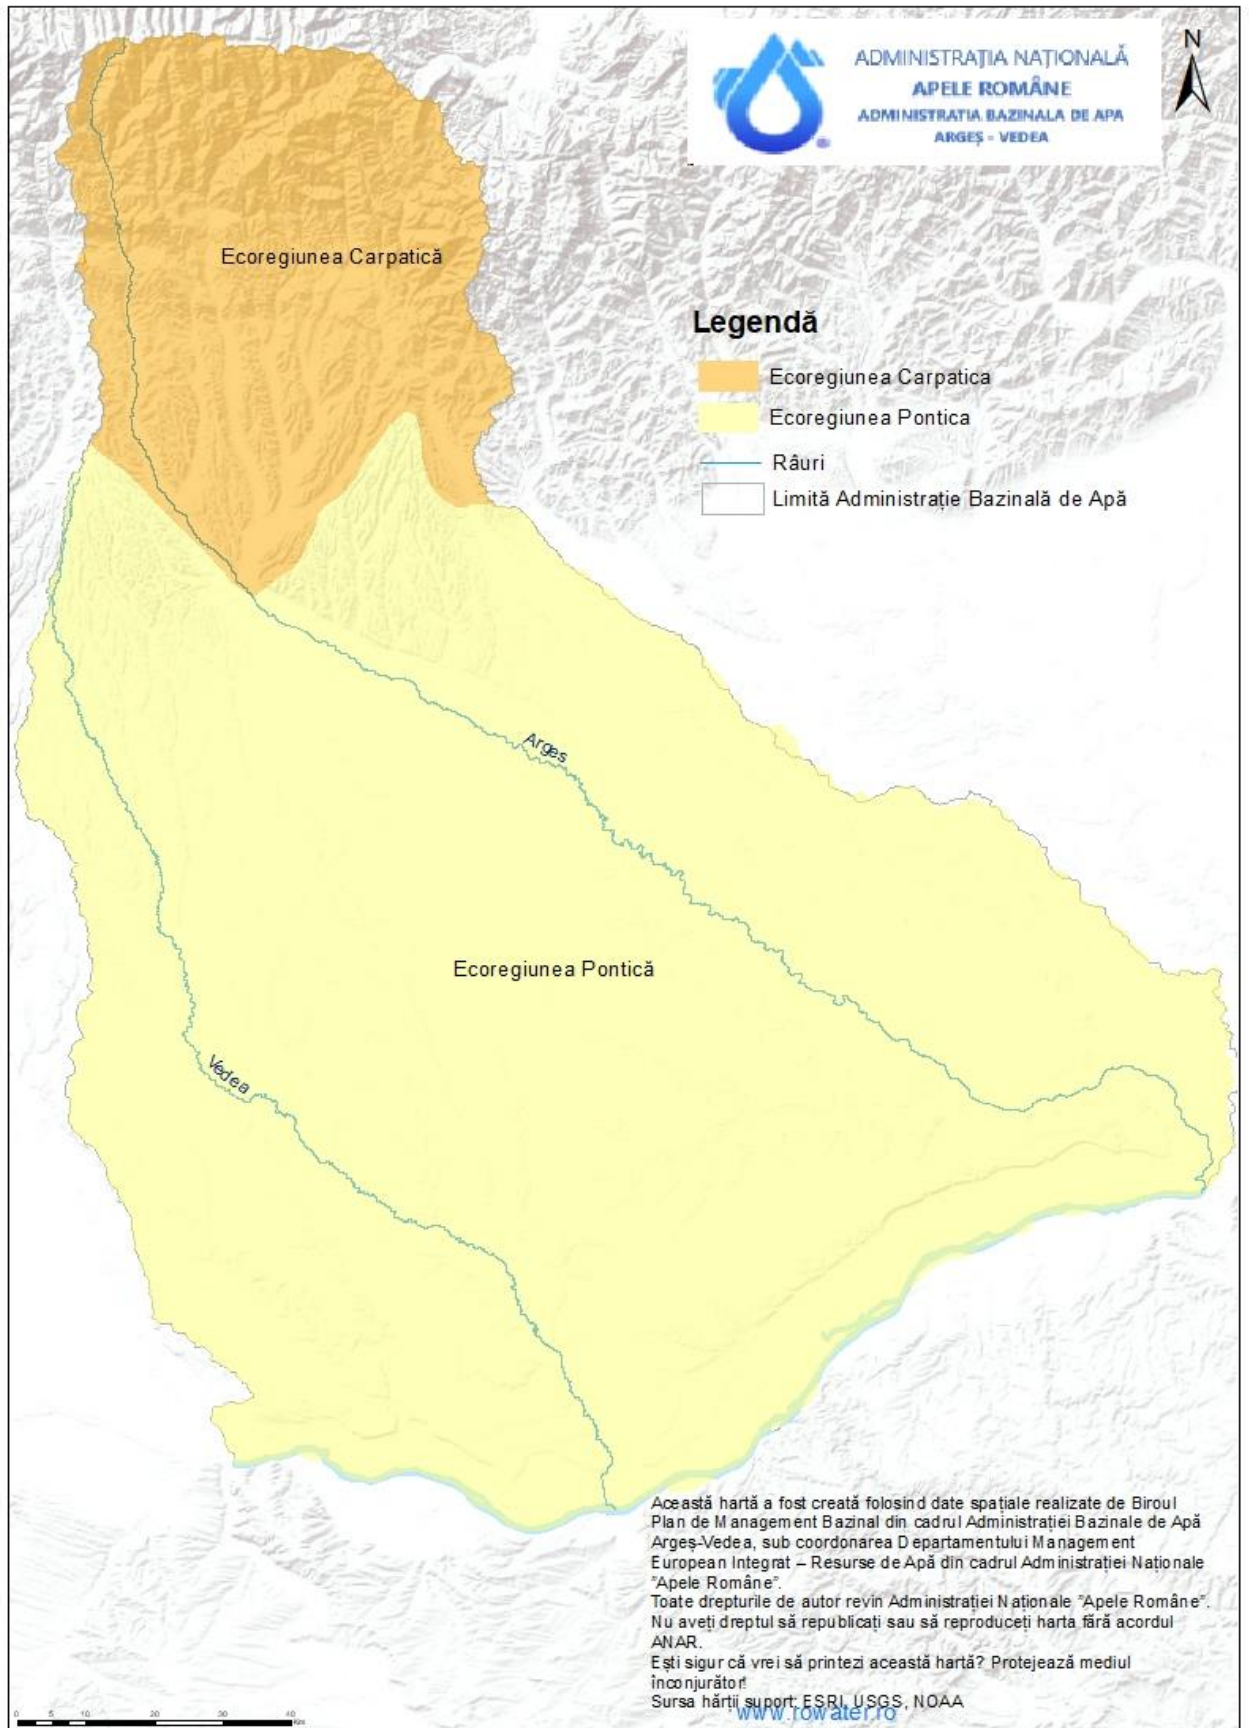 ADMINISTRAȚIA NAȚIONALĂ
APELE ROMÂNE
ADMINISTRATIA BAZINALA DE APA
ARGEȘ - VEDEA
N
Ecoregiunea Carpatică
Legendă
Ecoregiunea Carpatica
Ecoregiunea Pontica
Râuri
Limită Administrație Bazinală de Apă
Argeș
Ecoregiunea Pontică
Vedea
Această hartă a fost creată folosind date spațiale realizate de Biroul
Plan de Management Bazinal din cadrul Administrației Bazinale de Apă
Argeș-Vedea, sub coordonarea Departamentului Management
European Integrat – Resurse de Apă din cadrul Administrației Naționale
"Apele Române".
Toate drepturile de autor revin Administrației Naționale "Apele Române".
Nu aveți dreptul să republicați sau să reproduceți harta fără acordul
ANAR.
Ești sigur că vrei să printezi această hartă? Protejează mediul
înconjurător!
Sursa hărții suport: ESRI, USGS, NOAA
www.rowater.ro
0 5 10 20 30 40
Km